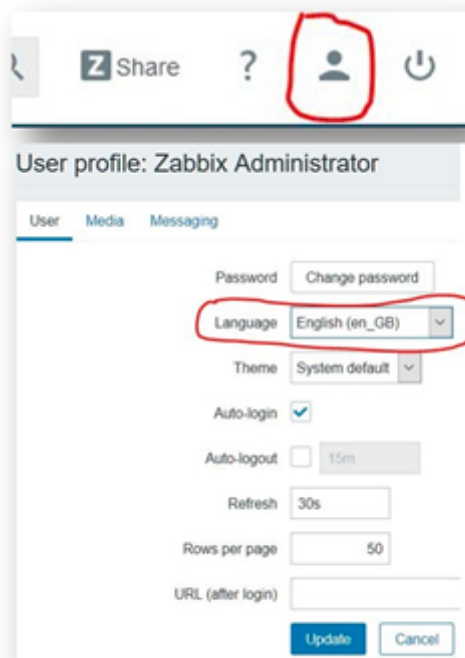 Z Share ?
User profile: Zabbix Administrator
User Media Messaging
Password Change password
Language English (en_GB)
Theme System default
Auto-login
Auto-logout 15m
Refresh 30s
Rows per page 50
URL (after login)
Update Cancel